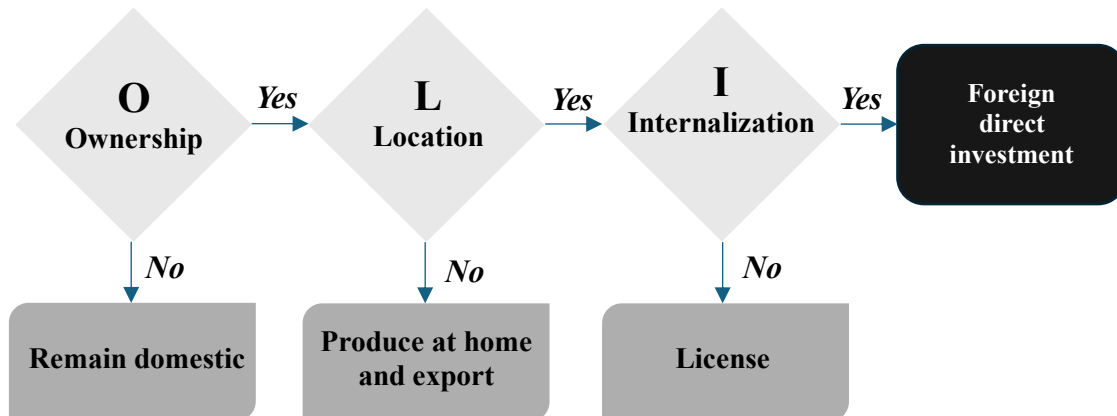 O
Ownership
Yes
L
Location
Yes
I
Internalization
Yes
Foreign
direct
investment
No
No
No
Remain domestic
Produce at home
and export
License